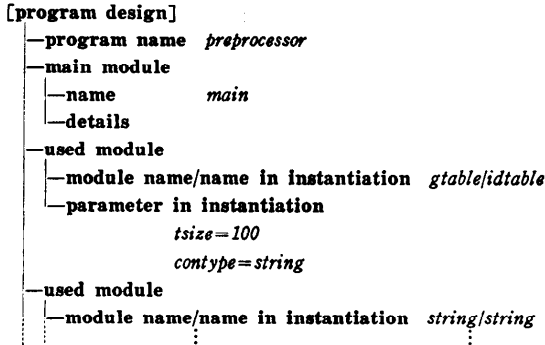 [program design]
program name preprocessor
main module
name main
details
used module
module name/name in instantiation gtable/idtable
parameter in instantiation
tsize=100
contype=string
used module
module name/name in instantiation string/string